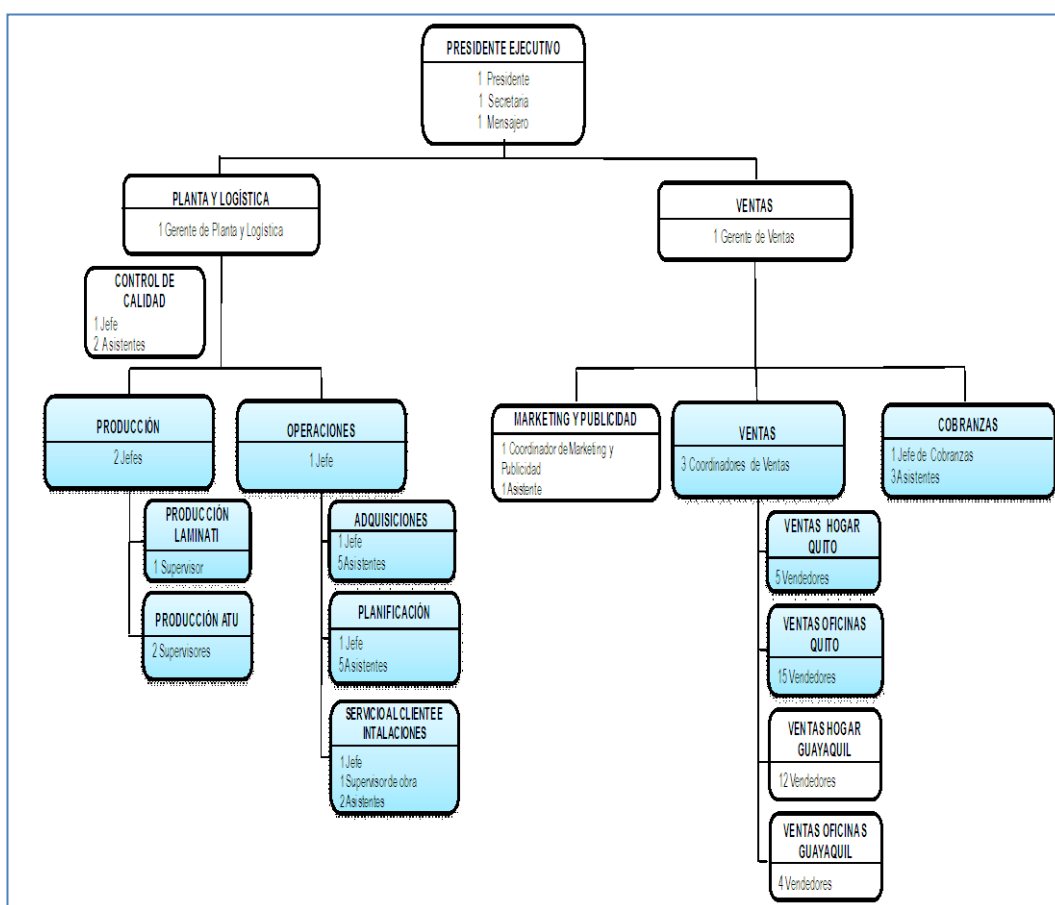 PRESIDENTE EJECUTIVO
1 Presidente
1 Secretaria
1 Mensajero
PLANTA Y LOGÍSTICA
1 Gerente de Planta y Logística
VENTAS
1 Gerente de Ventas
CONTROL DE
CALIDAD
1 Jefe
2 Asistentes
PRODUCCIÓN
2 Jefes
OPERACIONES
1 Jefe
MARKETING Y PUBLICIDAD
1 Coordinador de Marketing y
Publicidad
1 Asistente
VENTAS
3 Coordinadores de Ventas
COBRANZAS
1 Jefe de Cobranzas
3 Asistentes
PRODUCCIÓN
LAMINATI
1 Supervisor
PRODUCCIÓN ATU
2 Supervisores
ADQUISICIONES
1 Jefe
5 Asistentes
PLANIFICACIÓN
1 Jefe
5 Asistentes
SERVICIO AL CLIENTE E
INTALACIONES
1 Jefe
1 Supervisor de obra
2 Asistentes
VENTAS HOGAR
QUITO
5 Vendedores
VENTAS OFICINAS
QUITO
15 Vendedores
VENTAS HOGAR
GUAYAQUIL
12 Vendedores
VENTAS OFICINAS
GUAYAQUIL
4 Vendedores